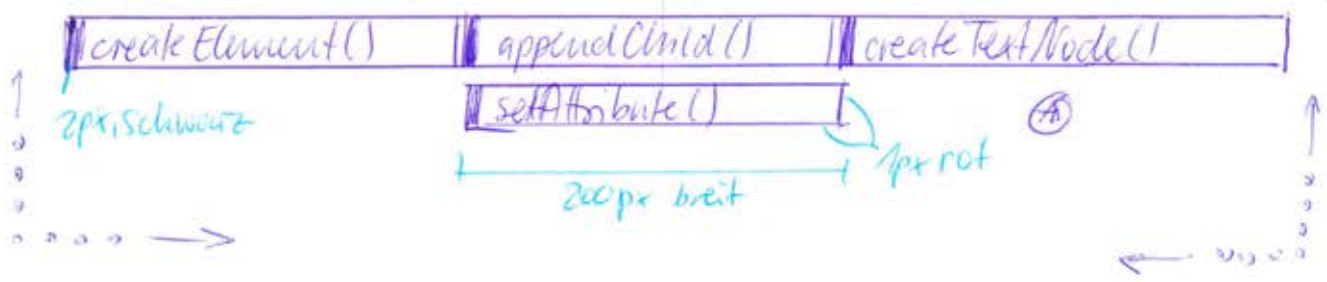 createElement() appendChild() createTextNode()
2px, schwarz setAttribute()
1px rot
200px breit